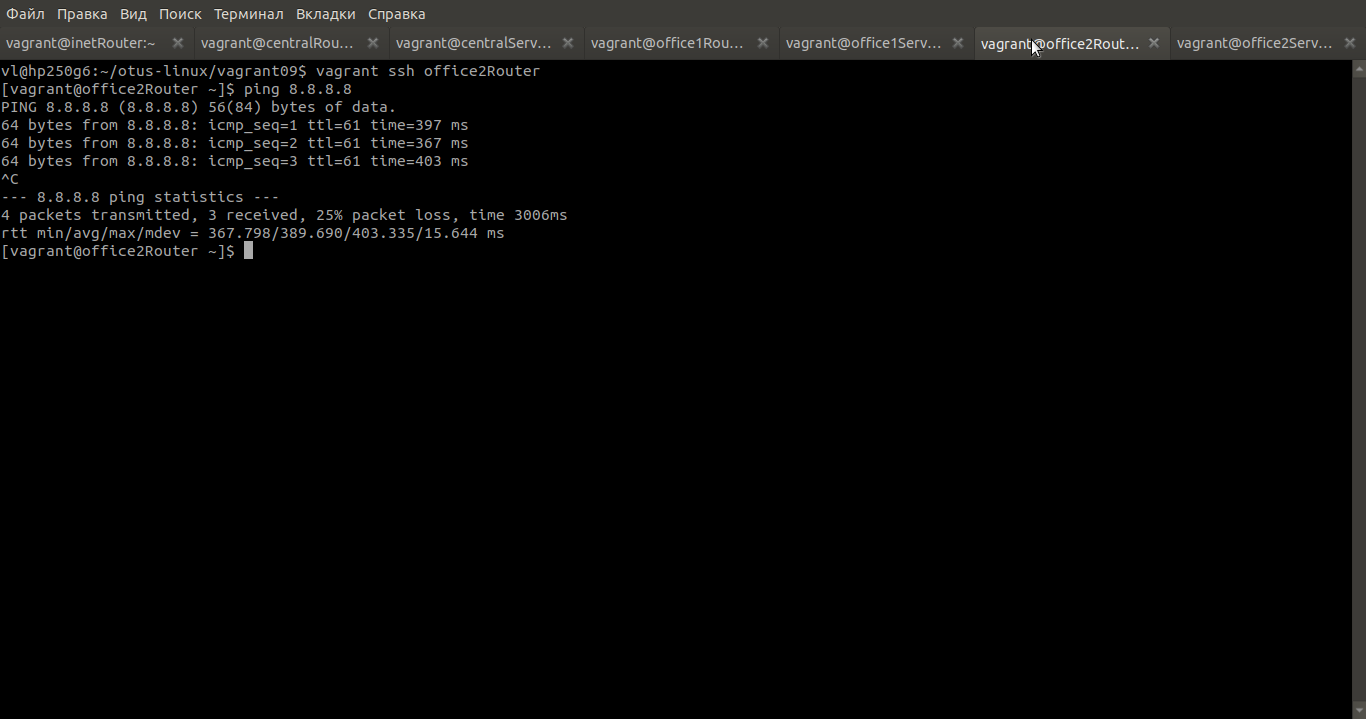 Файл Правка Вид Поиск Терминал Вкладки Справка
vagrant@inetRouter:~ vagrant@centralRou... vagrant@centralServ... vagrant@office1Rou... vagrant@office1Serv... vagrant@office2Rout... vagrant@office2Serv...
vl@hp250g6:~/otus-linux/vagrant09$ vagrant ssh office2Router
[vagrant@office2Router ~]$ ping 8.8.8.8
PING 8.8.8.8 (8.8.8.8) 56(84) bytes of data.
64 bytes from 8.8.8.8: icmp_seq=1 ttl=61 time=397 ms
64 bytes from 8.8.8.8: icmp_seq=2 ttl=61 time=367 ms
64 bytes from 8.8.8.8: icmp_seq=3 ttl=61 time=403 ms
^C
--- 8.8.8.8 ping statistics ---
4 packets transmitted, 3 received, 25% packet loss, time 3006ms
rtt min/avg/max/mdev = 367.798/389.690/403.335/15.644 ms
[vagrant@office2Router ~]$